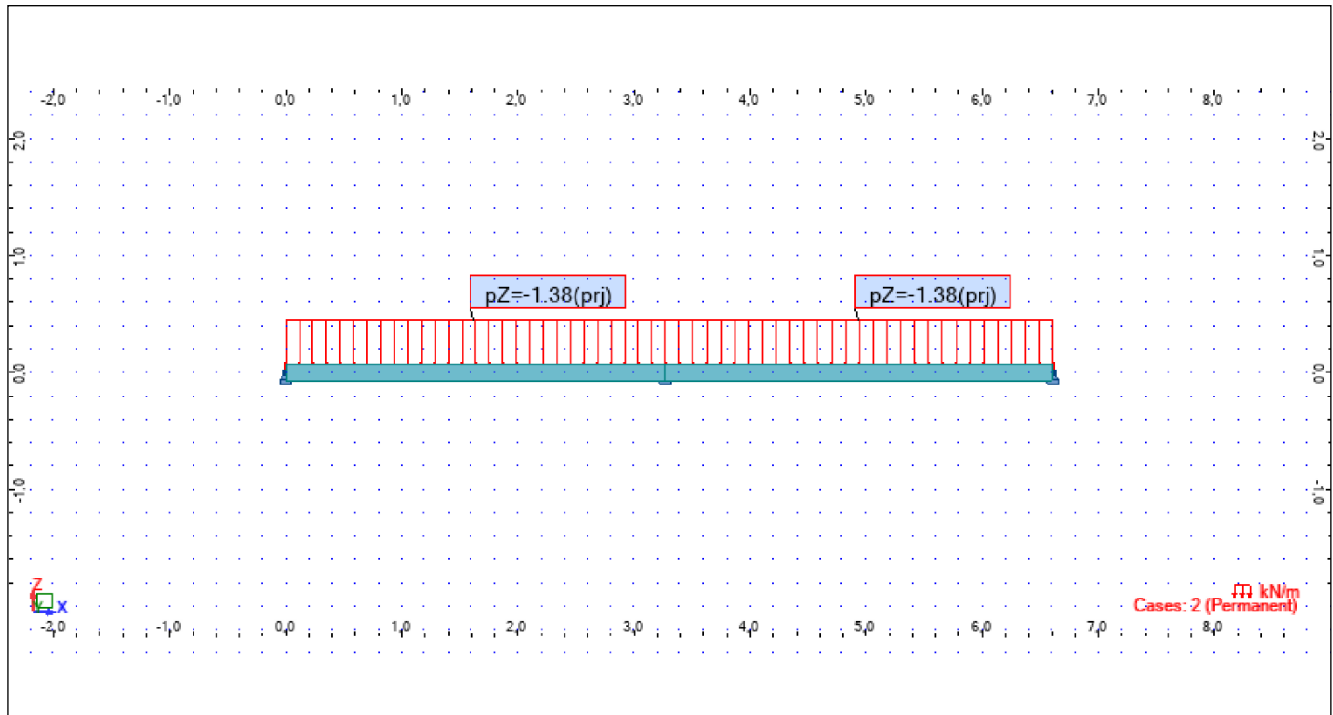 -2,0 -1,0 0,0 1,0 2,0 3,0 4,0 5,0 6,0 7,0 8,0
2,0 2,0
1,0 1,0
pZ=-1.38(prj) pZ=-1.38(prj)
0,0 0,0
-1,0 -1,0
Z
Y X
kN/m
Cases: 2 (Permanent)
-2,0 -1,0 0,0 1,0 2,0 3,0 4,0 5,0 6,0 7,0 8,0